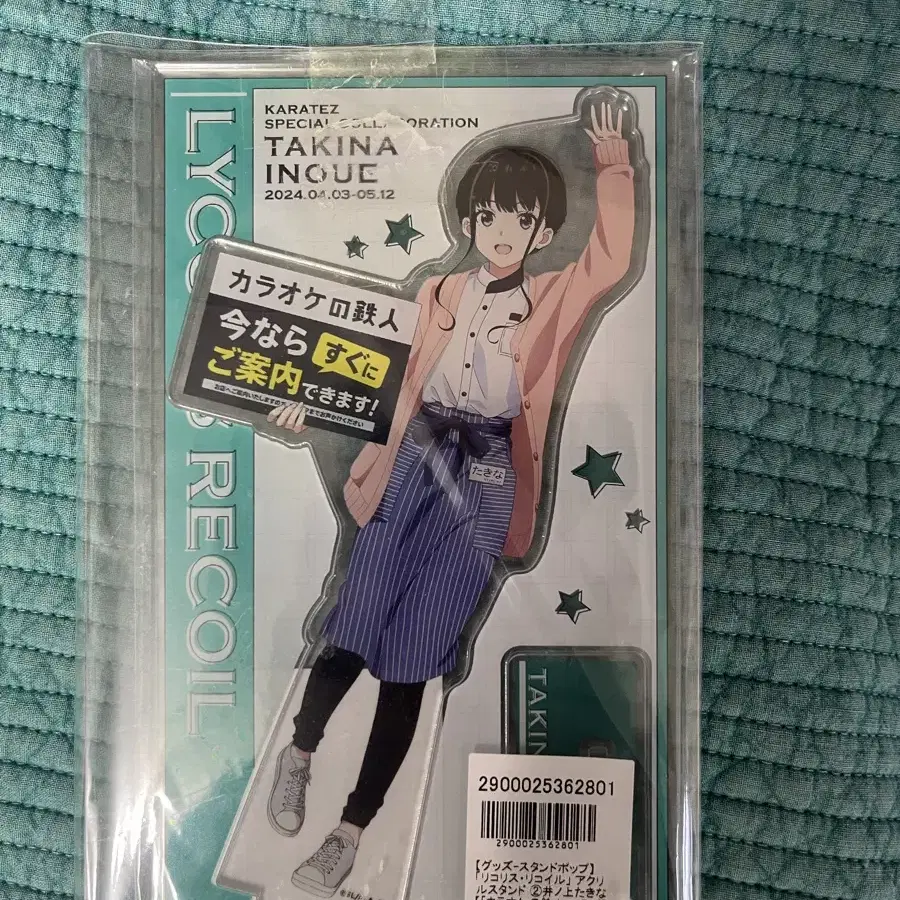 LYCORIS RECOIL
KARATEZ
SPECIAL COLLABORATION
TAKINA
INOUE
2024.04.03-05.12
カラオケの鉄人
今なら すぐに
ご案内できます!
たきな
TAKIN
2900025362801
2900025362801
【グッズ-スタンドポップ】
「リコリス・リコイル」 アクリ
ルスタンド ②井ノ上たきな